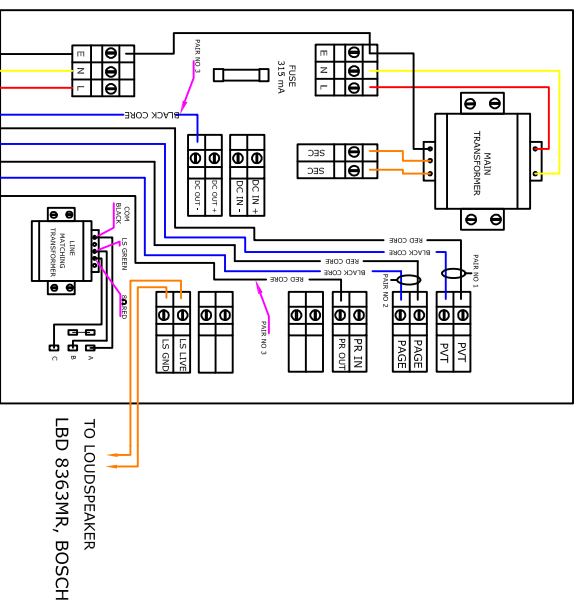 E
N
L
PAIR NO 3
FUSE
315 mA
E
N
L
BLACK CORE
MAIN
TRANSFORMER
SEC
SEC
DC OUT -
DC OUT +
DC IN -
DC IN +
COM
BLACK
LS GREEN
LINE
MATCHING
TRANSFORMER
RED CORE
BLACK CORE
RED CORE
BLACK CORE
RED CORE
PAIR NO 1
PAIR NO 2
PAIR NO 3
RED
LS GND
LS LIVE
PR OUT
PR IN
PAGE
PAGE
PVT
PVT
C
B
A
TO LOUDSPEAKER
LBD 8363MR, BOSCH